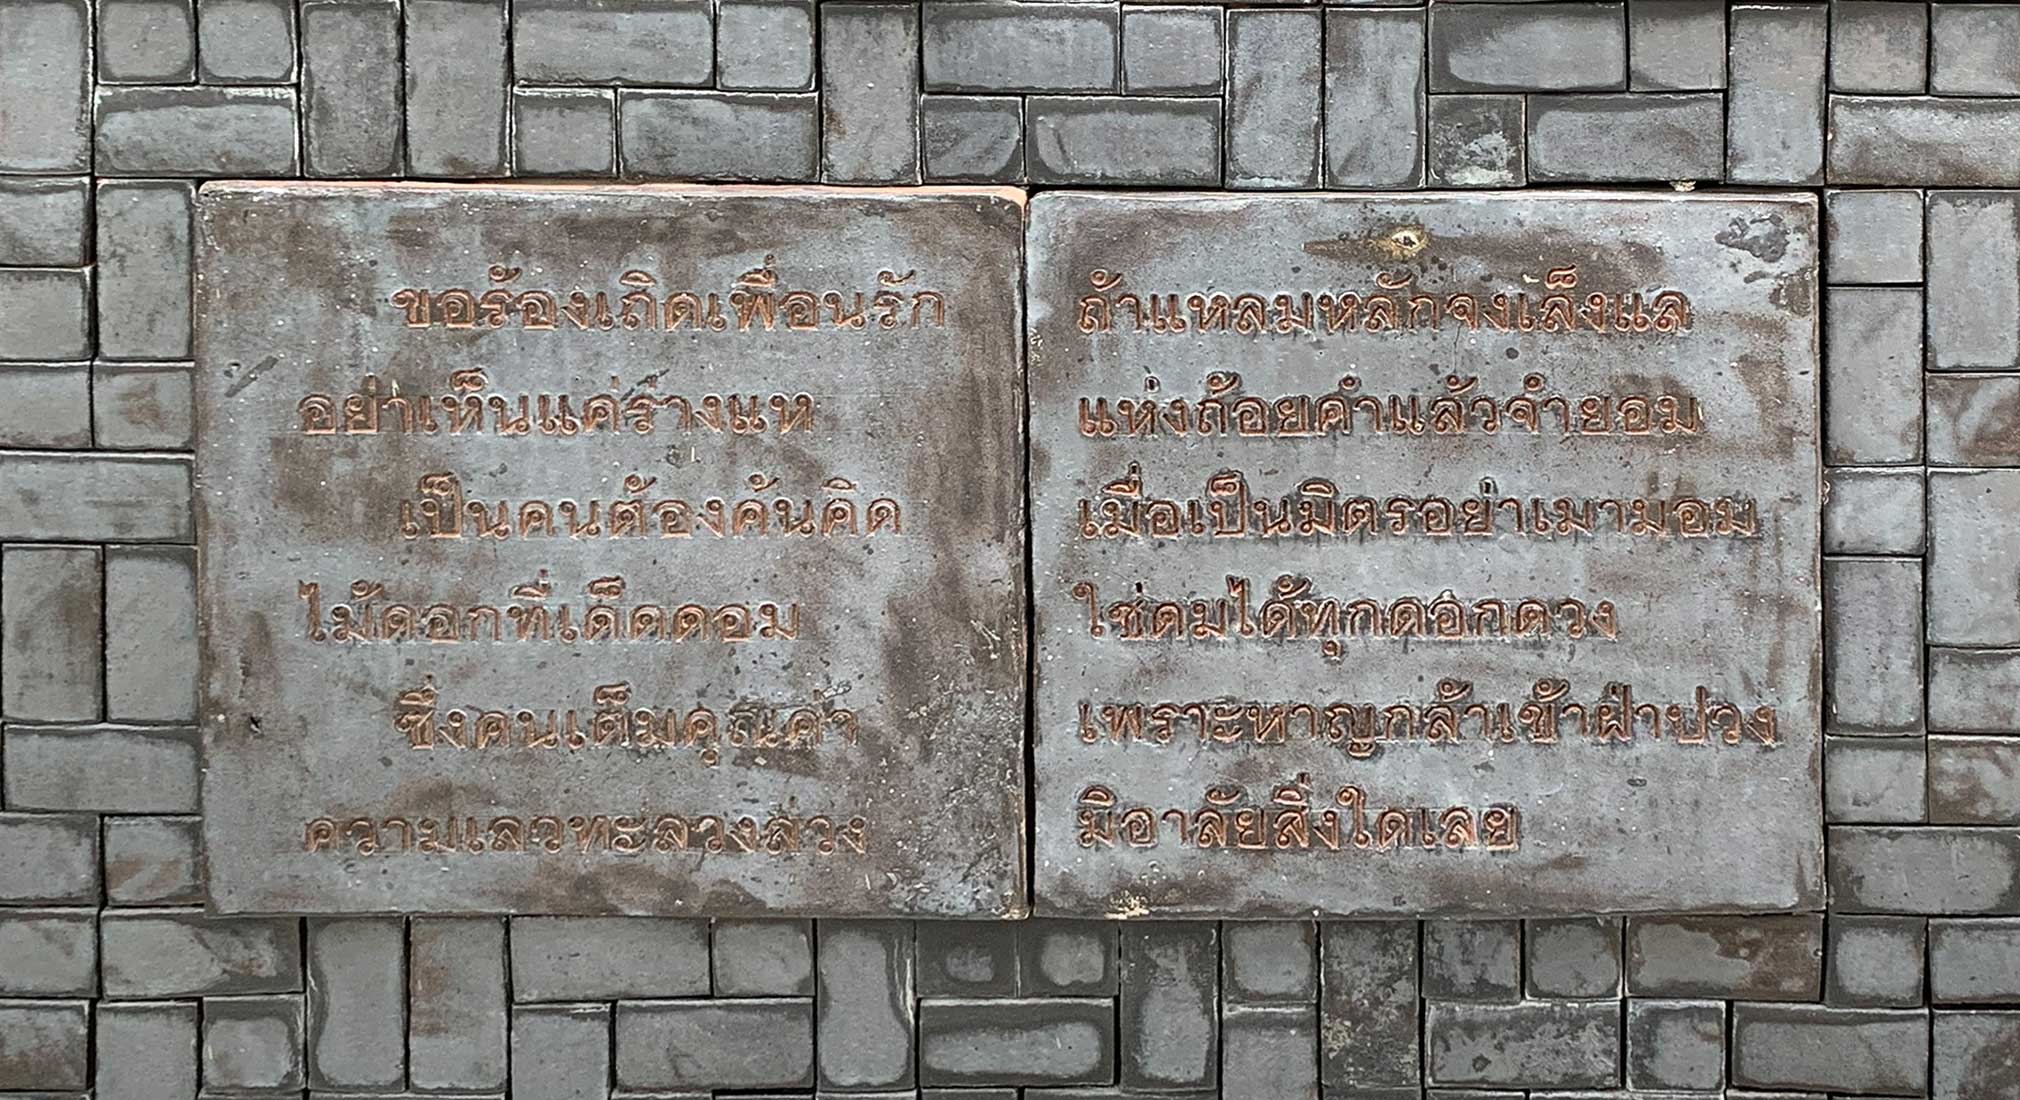 ขอร้องเถิดเพื่อนรัก ถ้าแหลมหลักจงเล็งแล
อย่าเห็นแค่ร่างแห แห่งถ้อยคำแล้วจำยอม
เป็นคนต้องค้นคิด เมื่อเป็นมิตรอย่าเมามอม
ไม้ดอกที่เด็ดดอม ใช่ดมได้ทุกดอกดวง
ซึ่งคนเต็มคุณค่า เพราะหาญกล้าเข้าฝ่าปวง
ความเลวทะลวงล่วง มิอาลัยสิ่งใดเลย